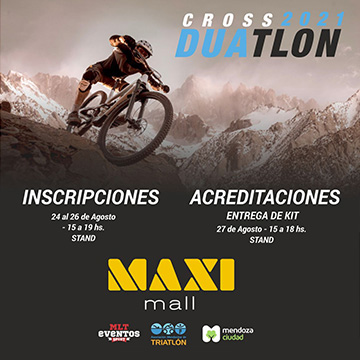 CROSS 2021
DUATLON
INSCRIPCIONES
24 al 26 de Agosto
- 15 a 19 hs.
STAND
ACREDITACIONES
ENTREGA DE KIT
27 de Agosto - 15 a 18 hs.
STAND
MAXI
mall
MLT
eventos
TRIATLÓN
mendoza
ciudad